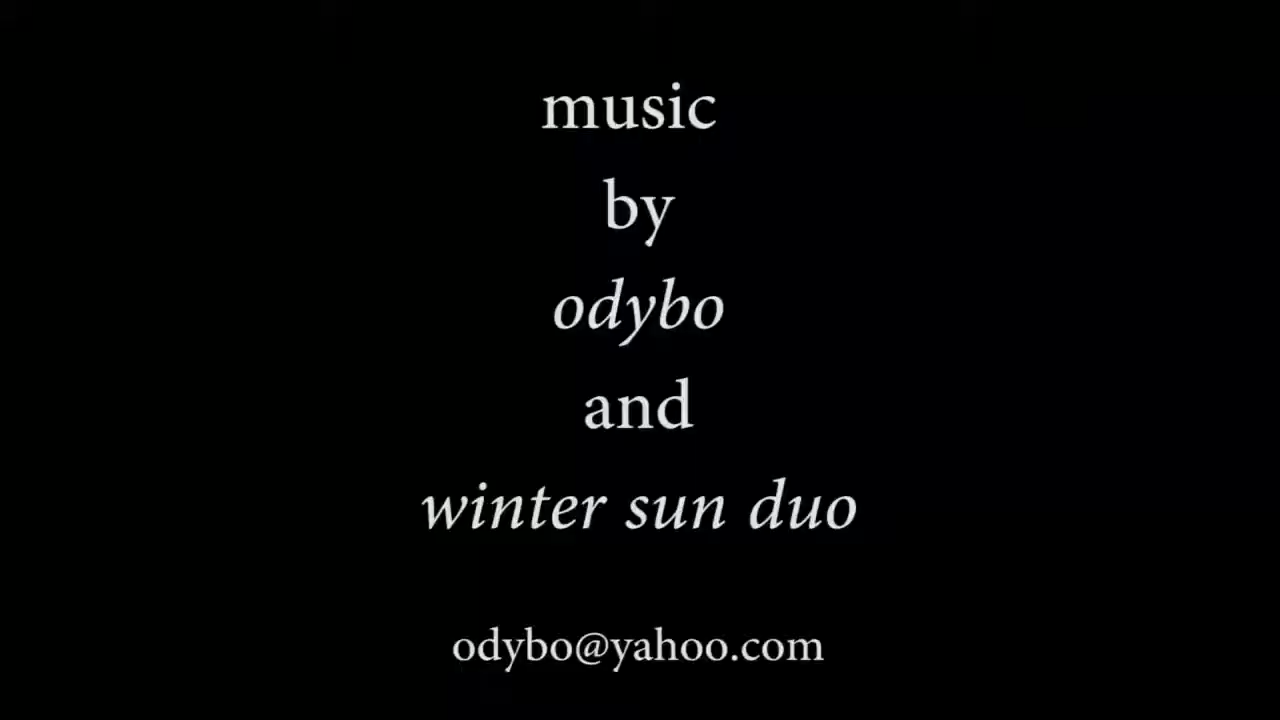 music
by
odybo
and
winter sun duo
odybo@yahoo.com